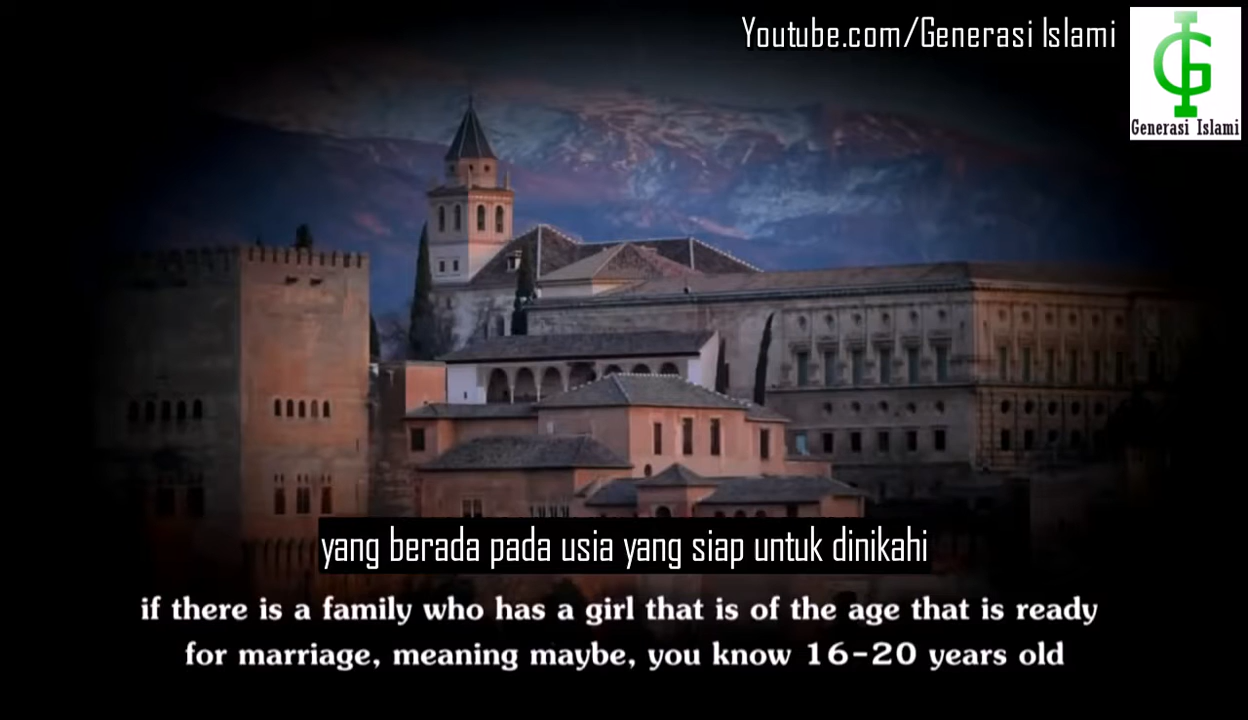 Youtube.com/Generasi Islami
GI
Generasi Islami
yang berada pada usia yang siap untuk dinikahi
if there is a family who has a girl that is of the age that is ready
for marriage, meaning maybe, you know 16-20 years old